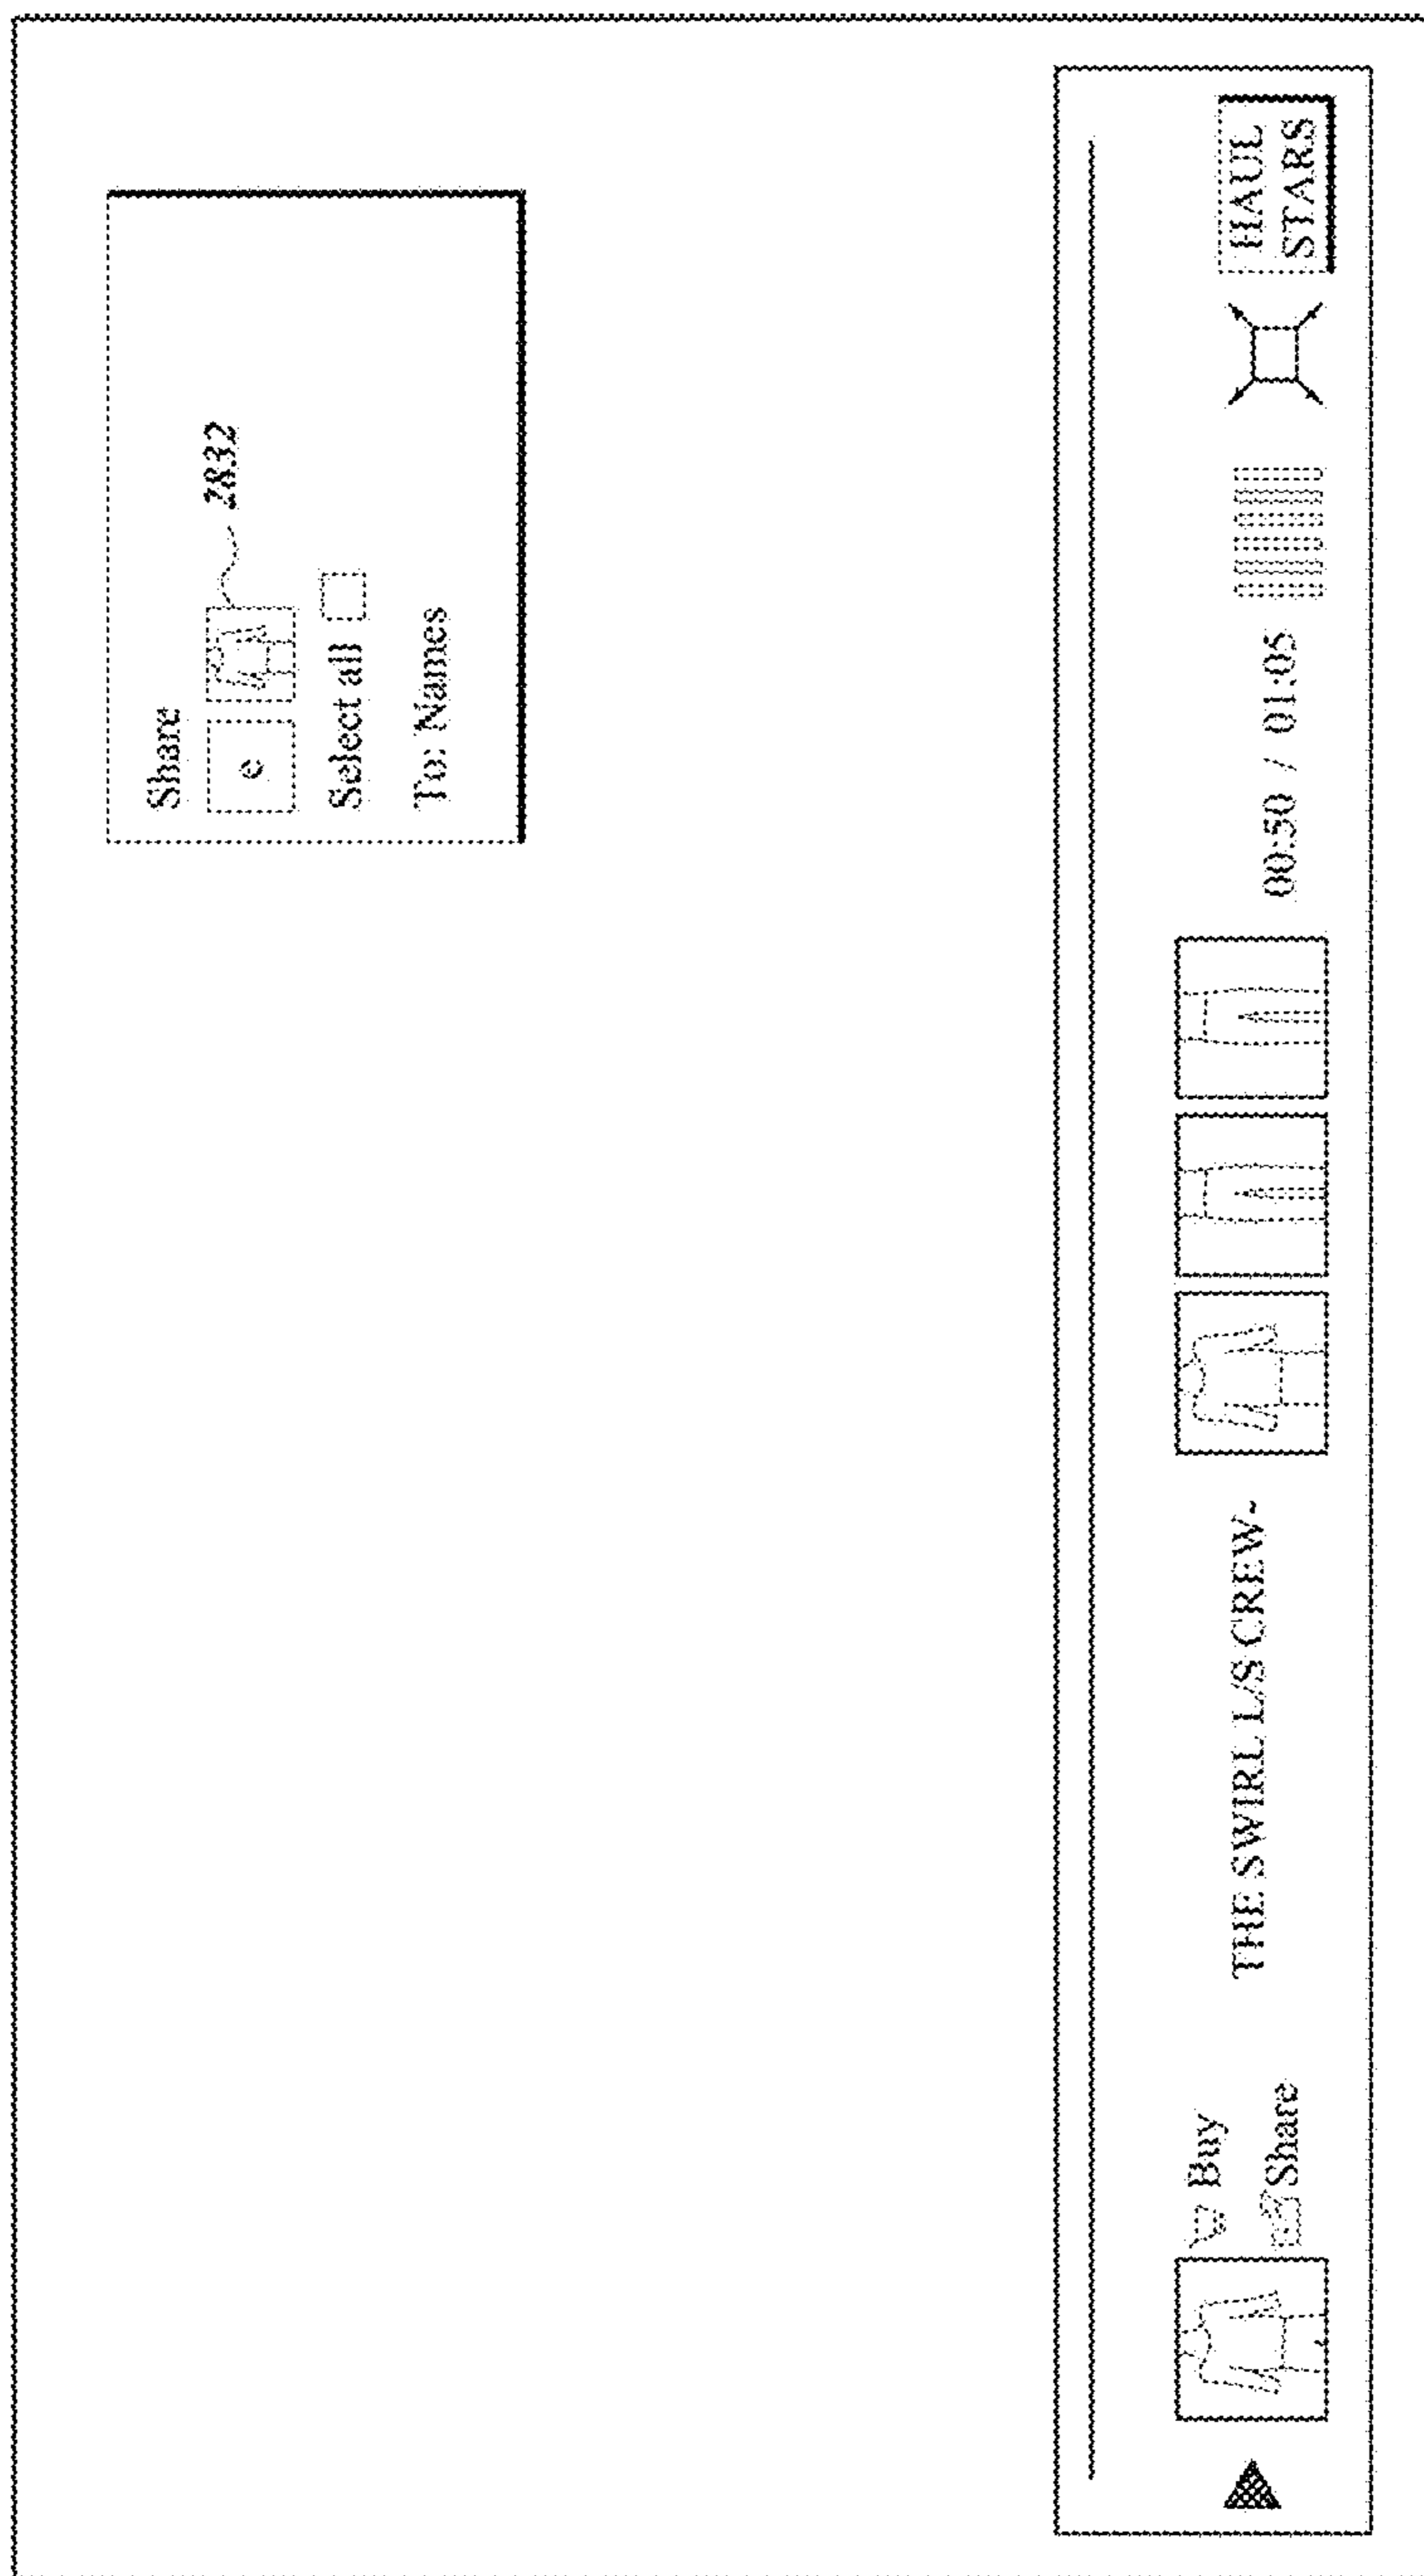 Share
e
2832
Select all
To: Names
Buy
Share
THE SWIRL L/S CREW-
00:50 / 01:05
HAUL
STARS